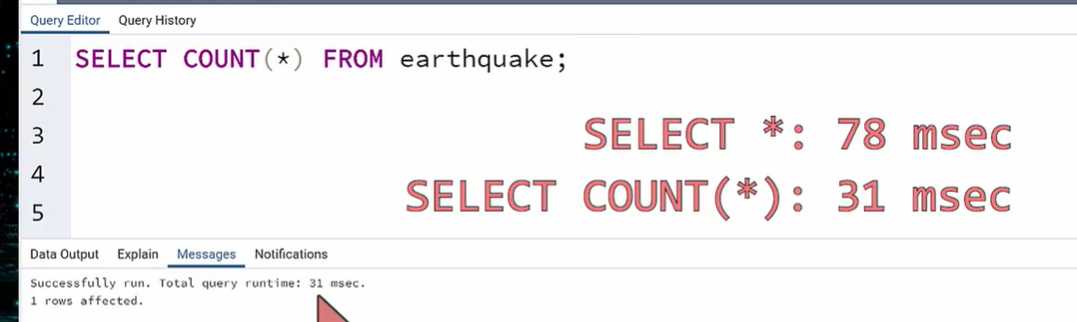 Query Editor Query History
1 SELECT COUNT(*) FROM earthquake;
2
3 SELECT *: 78 msec
4 SELECT COUNT(*): 31 msec
5
Data Output Explain Messages Notifications
Successfully run. Total query runtime: 31 msec.
1 rows affected.